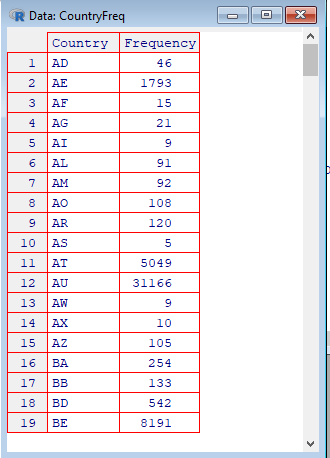 Data: CountryFreq
Country Frequency
1 AD 46
2 AE 1793
3 AF 15
4 AG 21
5 AI 9
6 AL 91
7 AM 92
8 AO 108
9 AR 120
10 AS 5
11 AT 5049
12 AU 31166
13 AW 9
14 AX 10
15 AZ 105
16 BA 254
17 BB 133
18 BD 542
19 BE 8191